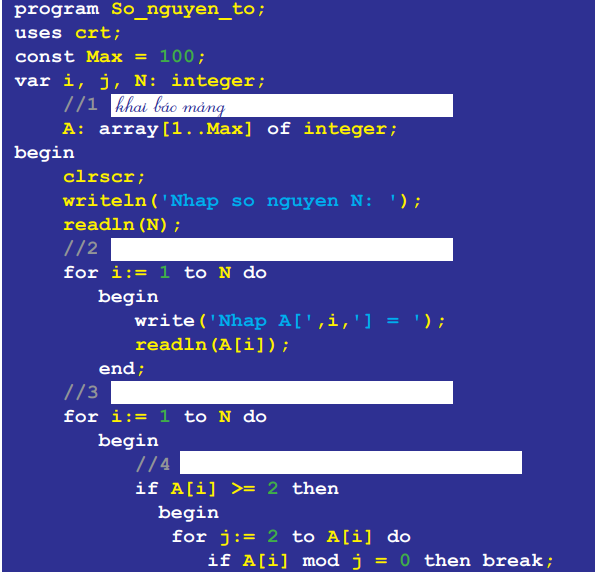 program So_nguyen_to;
uses crt;
const Max = 100;
var i, j, N: integer;
//1 khai báo mảng
A: array[1..Max] of integer;
begin
clrscr;
writeln('Nhap so nguyen N: ');
readln(N);
//2
for i:= 1 to N do
begin
write('Nhap A[',i,'] = ');
readln(A[i]);
end;
//3
for i:= 1 to N do
begin
//4
if A[i] >= 2 then
begin
for j:= 2 to A[i] do
if A[i] mod j = 0 then break;